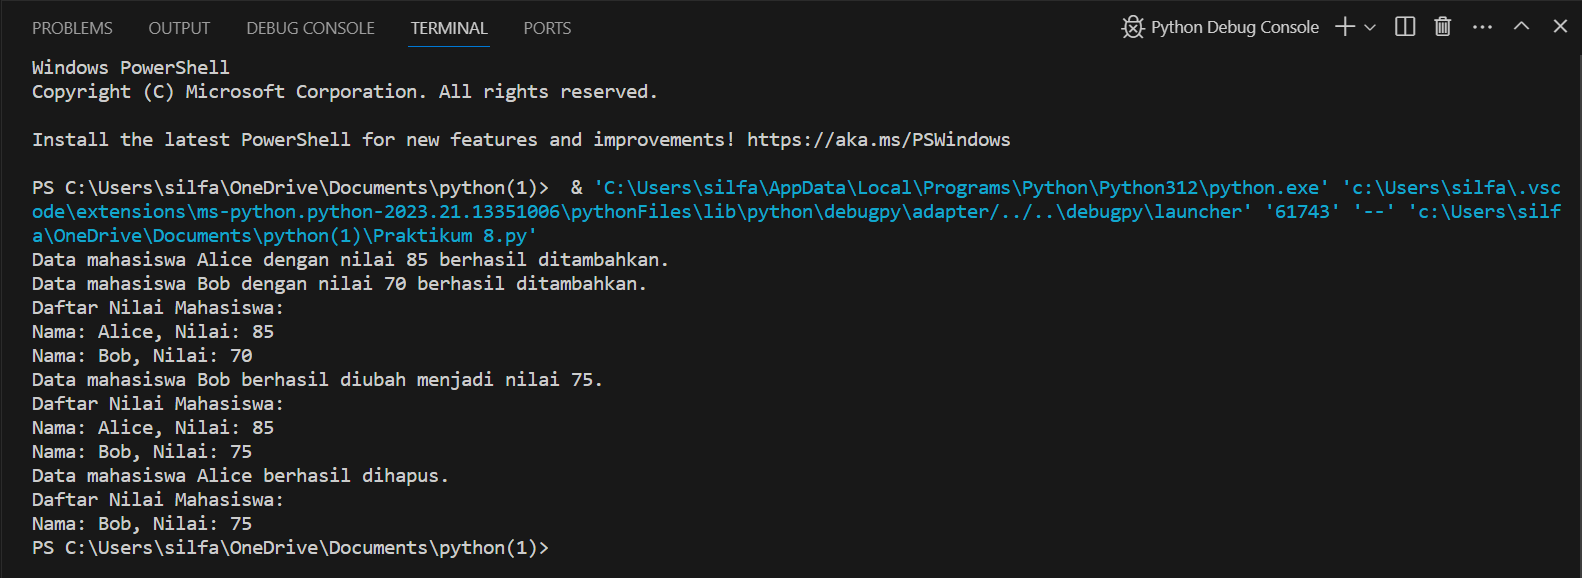 PROBLEMS OUTPUT DEBUG CONSOLE TERMINAL PORTS Python Debug Console
Windows PowerShell
Copyright (C) Microsoft Corporation. All rights reserved.
Install the latest PowerShell for new features and improvements! https://aka.ms/PSWindows
PS C:\Users\silfa\OneDrive\Documents\python(1)>  & 'C:\Users\silfa\AppData\Local\Programs\Python\Python312\python.exe' 'c:\Users\silfa\.vsc
ode\extensions\ms-python.python-2023.21.13351006\pythonFiles\lib\python\debugpy\adapter/../..\debugpy\launcher' '61743' '--' 'c:\Users\silf
a\OneDrive\Documents\python(1)\Praktikum 8.py'
Data mahasiswa Alice dengan nilai 85 berhasil ditambahkan.
Data mahasiswa Bob dengan nilai 70 berhasil ditambahkan.
Daftar Nilai Mahasiswa:
Nama: Alice, Nilai: 85
Nama: Bob, Nilai: 70
Data mahasiswa Bob berhasil diubah menjadi nilai 75.
Daftar Nilai Mahasiswa:
Nama: Alice, Nilai: 85
Nama: Bob, Nilai: 75
Data mahasiswa Alice berhasil dihapus.
Daftar Nilai Mahasiswa:
Nama: Bob, Nilai: 75
PS C:\Users\silfa\OneDrive\Documents\python(1)>